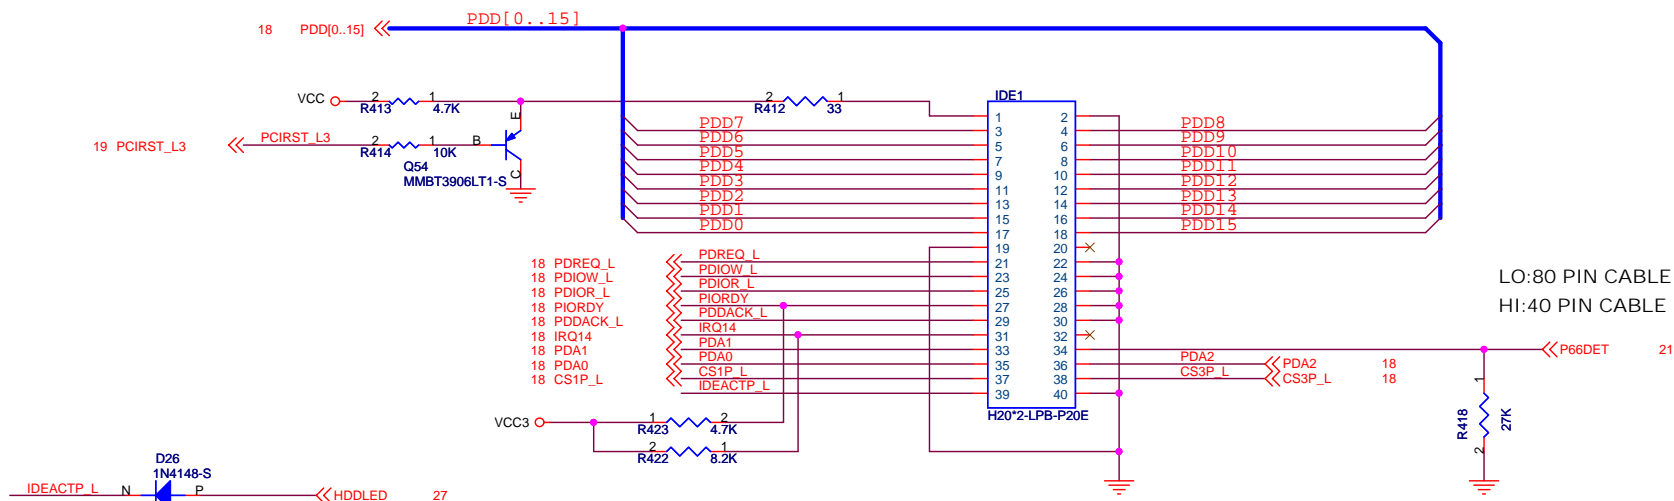 PDD[0..15]
18 PDD[0..15]
VCC
2 1
R413 4.7K
2 1
R412 33
IDE1
E
19 PCIRST_L3
PCIRST_L3
2 1
R414 10K
B
Q54
MMBT3906LT1-S
C
PDD7
PDD6
PDD5
PDD4
PDD3
PDD2
PDD1
PDD0
1 2
3 4
5 6
7 8
9 10
11 12
13 14
15 16
17 18
19 20
21 22
23 24
25 26
27 28
29 30
31 32
33 34
35 36
37 38
39 40
H20*2-LPB-P20E
PDD8
PDD9
PDD10
PDD11
PDD12
PDD13
PDD14
PDD15
18 PDREQ_L
18 PDIOW_L
18 PDIOR_L
18 PIORDY
18 PDDACK_L
18 IRQ14
18 PDA1
18 PDA0
18 CS1P_L
PDREQ_L
PDIOW_L
PDIOR_L
PIORDY
PDDACK_L
IRQ14
PDA1
PDA0
CS1P_L
IDEACTP_L
LO:80 PIN CABLE
HI:40 PIN CABLE
P66DET 21
PDA2
PDA2 18
CS3P_L
CS3P_L 18
1
R418
27K
2
VCC3
1 2
R423 4.7K
2 1
R422 8.2K
D26
1N4148-S
IDEACTP_L
N P
HDDLED 27